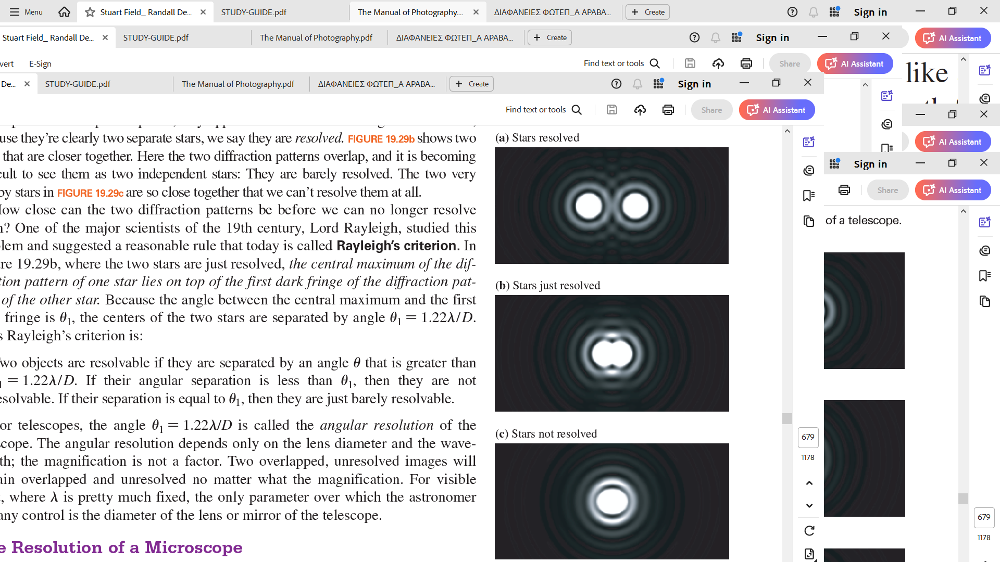 Menu
Stuart Field_ Randall De...
STUDY-GUIDE.pdf
The Manual of Photography....
ΔΙΑΦΑΝΕΙΕΣ ΦΩΤΕΠ_Α ΑΡΑΒΑ...
+ Create
Sign in
Stuart Field_ Randall De...
STUDY-GUIDE.pdf
The Manual of Photography.pdf
ΔΙΑΦΑΝΕΙΕΣ ΦΩΤΕΠ_Α ΑΡΑΒΑ...
+ Create
Sign in
AI Assistant
vert
E-Sign
Find text or tools
Share
AI Assistant
like
De...
STUDY-GUIDE.pdf
The Manual of Photography.pdf
ΔΙΑΦΑΝΕΙΕΣ ΦΩΤΕΠ_Α ΑΡΑΒΑ...
+ Create
Sign in
Find text or tools
Share
AI Assistant
AI Assistant
Sign in
Share
AI Assistant
of a telescope.
use they're clearly two separate stars, we say they are resolved. FIGURE 19.29b shows two
that are closer together. Here the two diffraction patterns overlap, and it is becoming
cult to see them as two independent stars: They are barely resolved. The two very
by stars in FIGURE 19.29c are so close together that we can't resolve them at all.
How close can the two diffraction patterns be before we can no longer resolve
n? One of the major scientists of the 19th century, Lord Rayleigh, studied this
lem and suggested a reasonable rule that today is called Rayleigh's criterion. In
re 19.29b, where the two stars are just resolved, the central maximum of the dif-
tion pattern of one star lies on top of the first dark fringe of the diffraction pat-
of the other star. Because the angle between the central maximum and the first
fringe is θ₁, the centers of the two stars are separated by angle θ₁ = 1.22λ/D.
s Rayleigh's criterion is:
Two objects are resolvable if they are separated by an angle θ that is greater than
₁ = 1.22λ/D. If their angular separation is less than θ₁, then they are not
esolvable. If their separation is equal to θ₁, then they are just barely resolvable.
or telescopes, the angle θ₁ = 1.22λ/D is called the angular resolution of the
scope. The angular resolution depends only on the lens diameter and the wave-
th; the magnification is not a factor. Two overlapped, unresolved images will
ain overlapped and unresolved no matter what the magnification. For visible
, where λ is pretty much fixed, the only parameter over which the astronomer
any control is the diameter of the lens or mirror of the telescope.
e Resolution of a Microscope
(a) Stars resolved
(b) Stars just resolved
(c) Stars not resolved
679
1178
679
1178